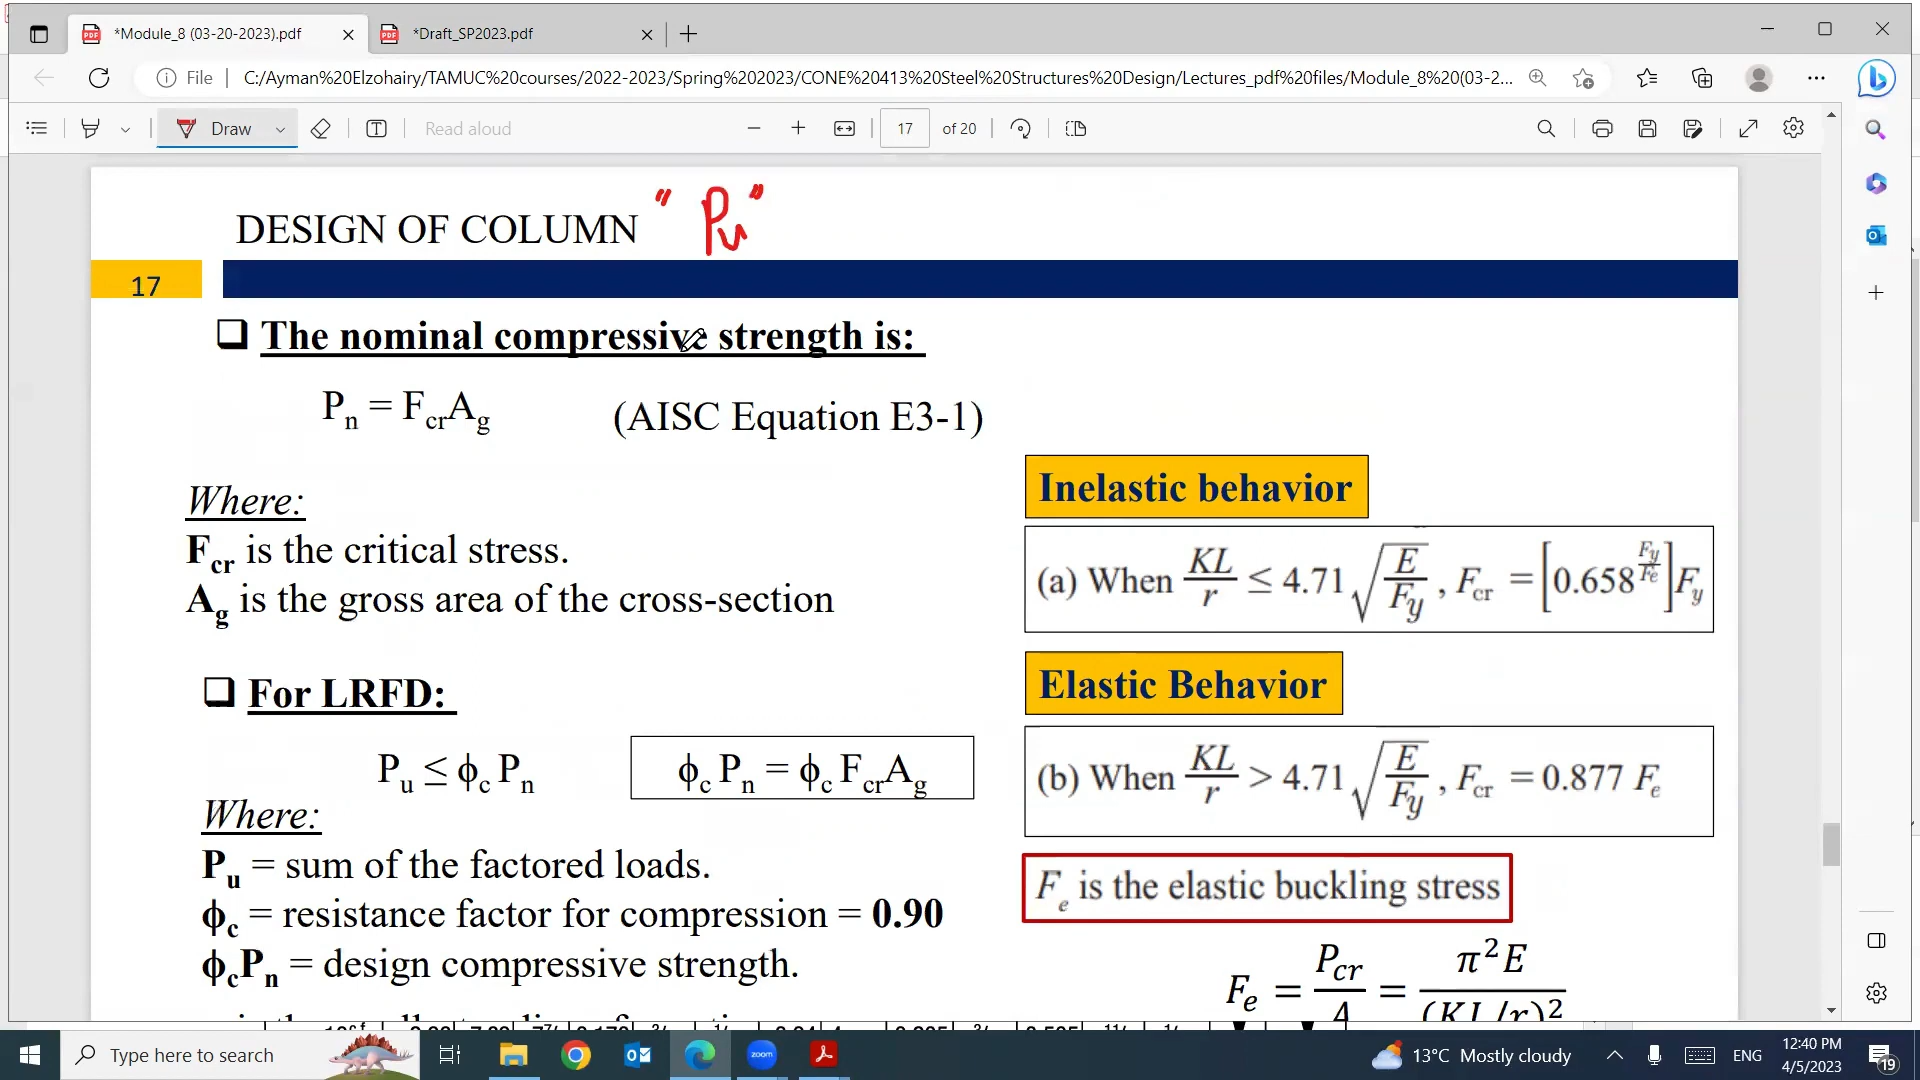 *Module_8 (03-20-2023).pdf
*Draft_SP2023.pdf
File
C:/Ayman%20Elzohairy/TAMUC%20courses/2022-2023/Spring%202023/CONE%20413%20Steel%20Structures%20Design/Lectures_pdf%20files/Module_8%20(03-2...
Draw
Read aloud
17 of 20
DESIGN OF COLUMN " Pu "
17
The nominal compressive strength is:
Pn = FcrAg (AISC Equation E3-1)
Where:
Fcr is the critical stress.
Ag is the gross area of the cross-section
For LRFD:
Pu ≤ ϕc Pn
ϕc Pn = ϕc FcrAg
Where:
Pu = sum of the factored loads.
ϕc = resistance factor for compression = 0.90
ϕcPn = design compressive strength.
Inelastic behavior
(a) When KL/r ≤ 4.71 √(E/Fy) , Fcr = [0.658^(Fy/Fe)] Fy
Elastic Behavior
(b) When KL/r > 4.71 √(E/Fy) , Fcr = 0.877 Fe
Fe is the elastic buckling stress
Fe = Pcr/A = π²E/(KL/r)²
Type here to search
zoom
13°C Mostly cloudy
ENG
12:40 PM
4/5/2023
19